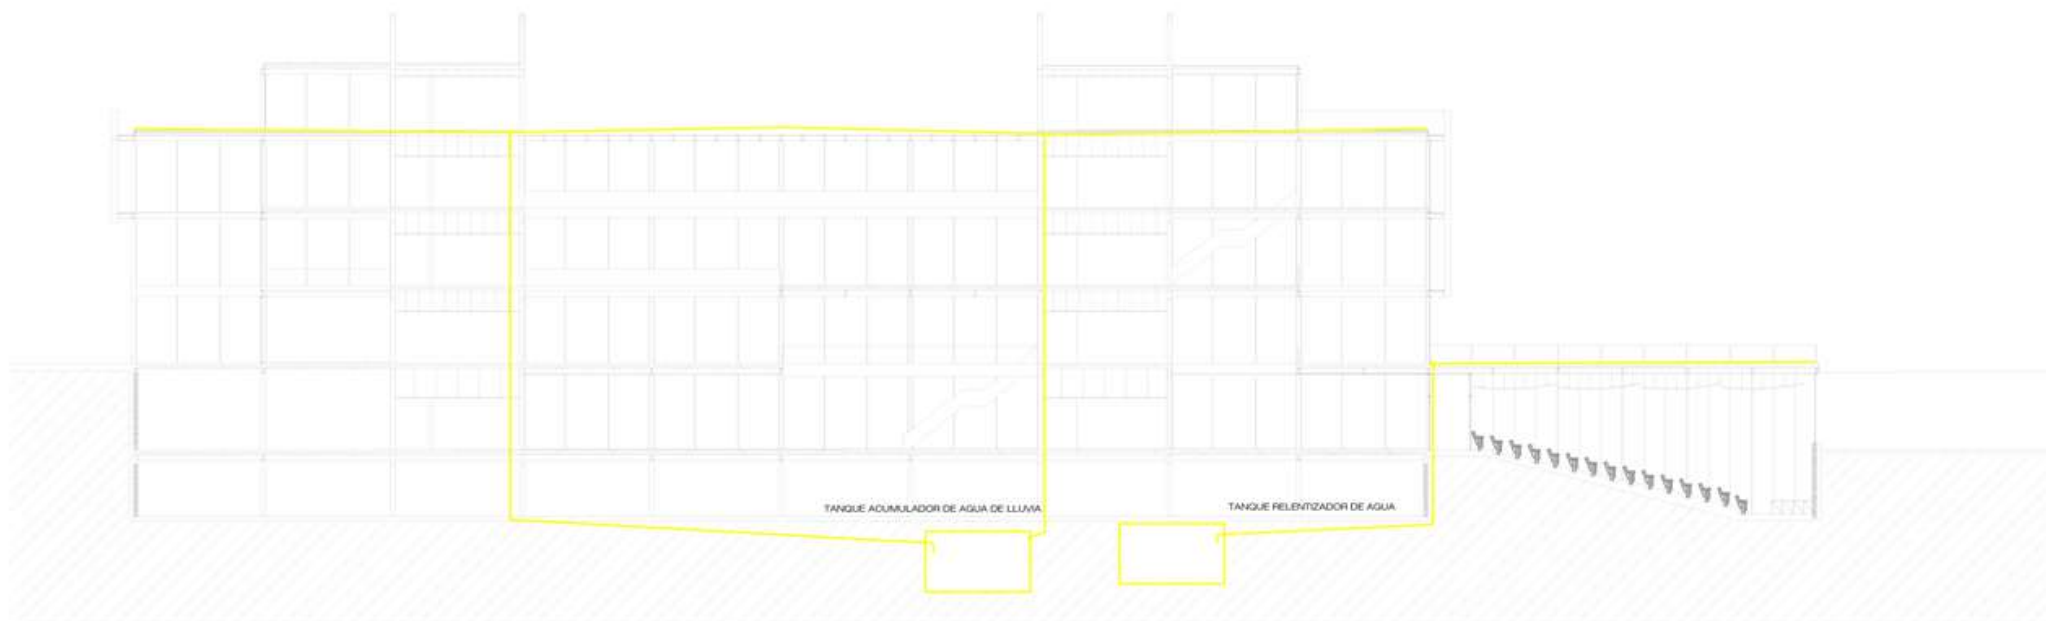 TANQUE ACUMULADOR DE AGUA DE LLUVIA
TANQUE RELENTIZADOR DE AGUA